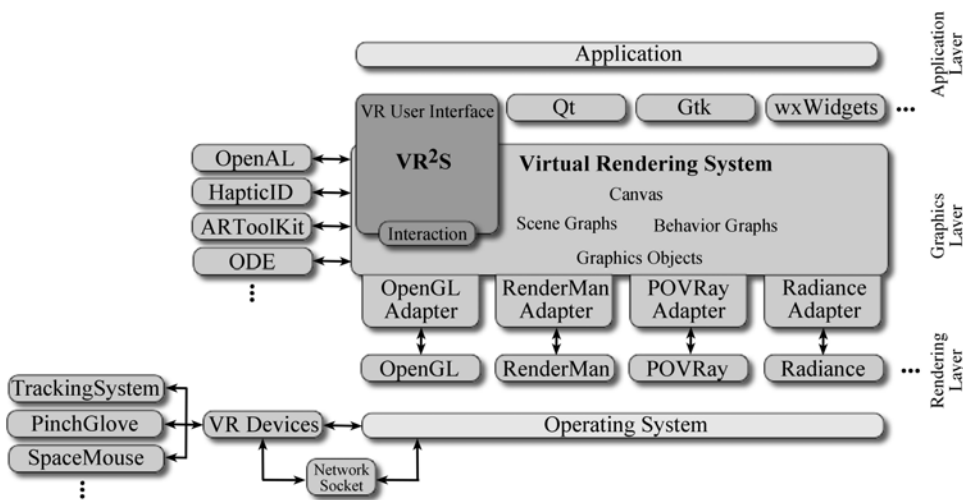 Application
Application Layer
VR User Interface
Qt
Gtk
wxWidgets
...
VR²S
Virtual Rendering System
OpenAL
HapticID
ARToolKit
ODE
Canvas
Scene Graphs
Behavior Graphs
Interaction
Graphics Objects
Graphics Layer
OpenGL Adapter
RenderMan Adapter
POVRay Adapter
Radiance Adapter
OpenGL
RenderMan
POVRay
Radiance
...
Rendering Layer
TrackingSystem
PinchGlove
SpaceMouse
VR Devices
Operating System
Network Socket